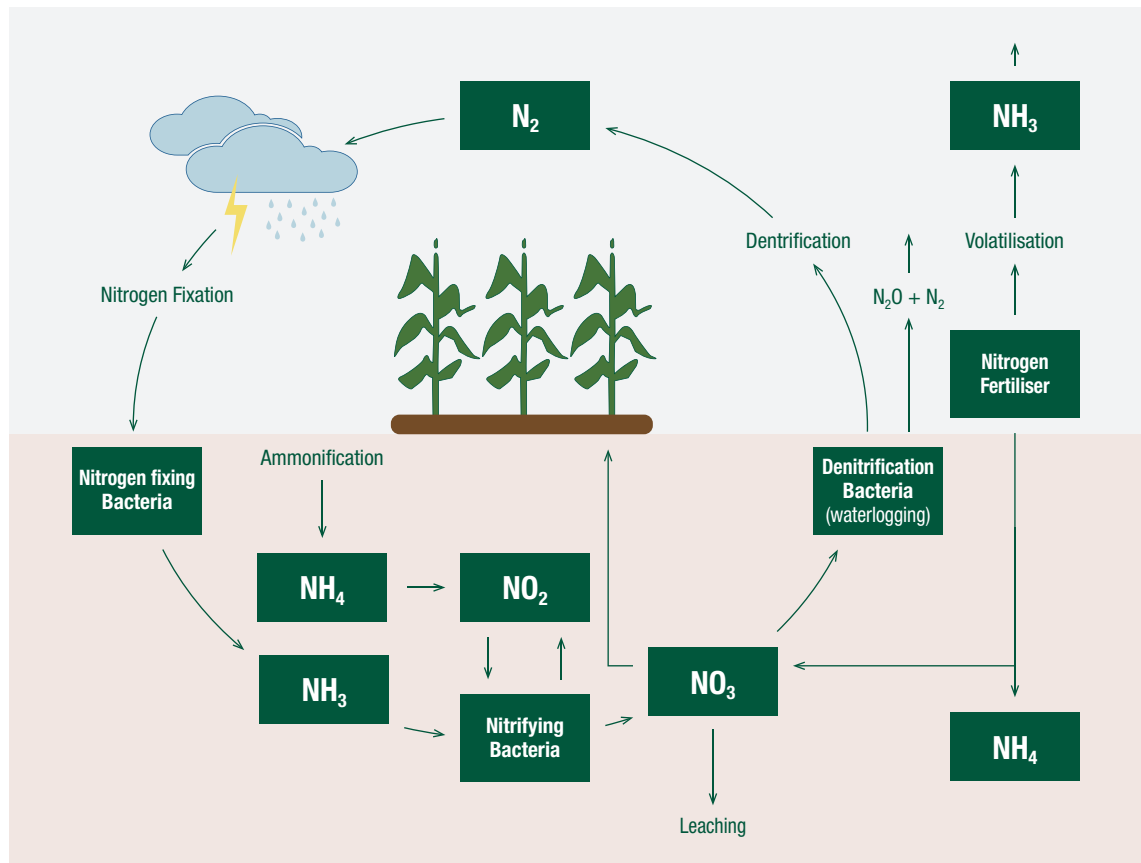 N₂
NH₃
Dentrification
Volatilisation
Nitrogen Fixation
N₂O + N₂
Nitrogen
Fertiliser
Nitrogen fixing
Bacteria
Ammonification
Denitrification
Bacteria
(waterlogging)
NH₄
NO₂
NH₃
NO₃
Nitrifying
Bacteria
NH₄
Leaching